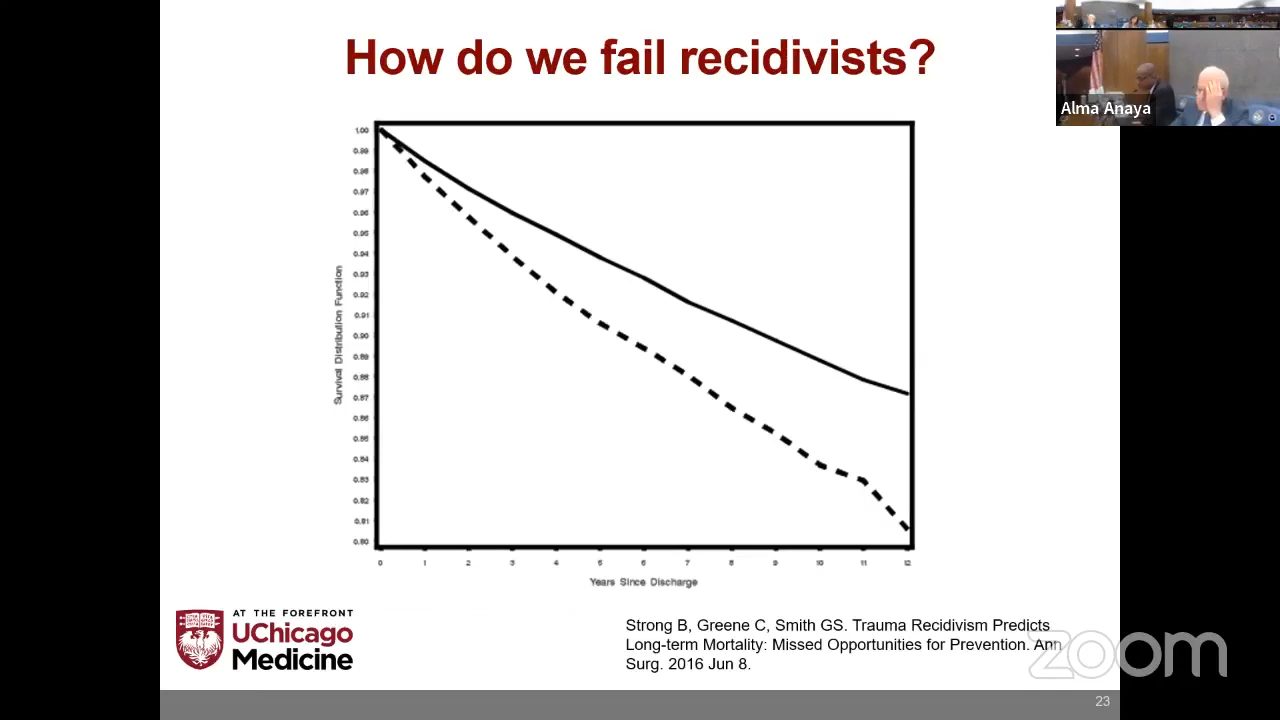 How do we fail recidivists?
Alma Anaya
1.00
0.99
0.98
0.97
0.96
0.95
0.94
0.93
0.92
0.91
0.90
0.89
0.88
0.87
0.86
0.85
0.84
0.83
0.82
0.81
0.80
Survival Distribution Function
0 1 2 3 4 5 6 7 8 9 10 11 12
Years Since Discharge
AT THE FOREFRONT
UChicago
Medicine
Strong B, Greene C, Smith GS. Trauma Recidivism Predicts
Long-term Mortality: Missed Opportunities for Prevention. Ann
Surg. 2016 Jun 8.
zoom
23